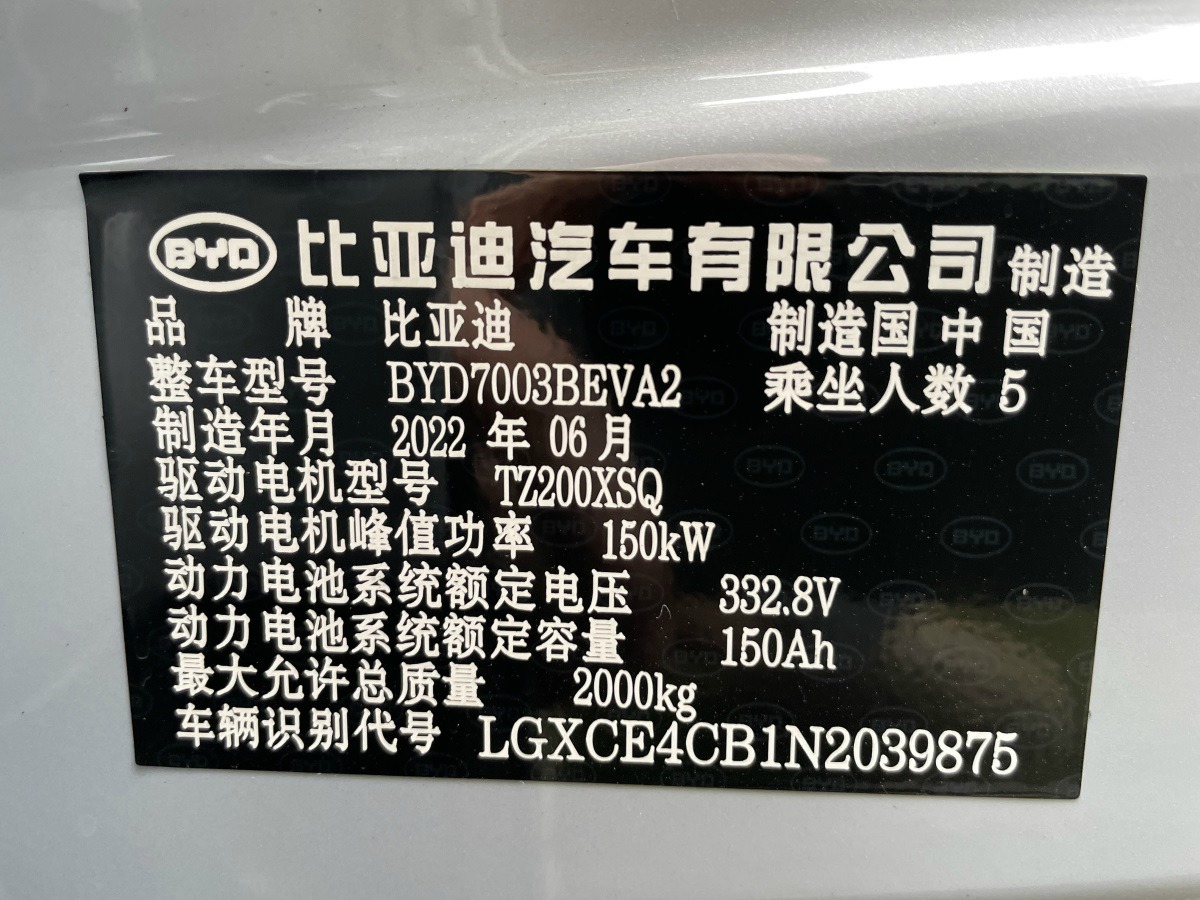 BYD 比亚迪汽车有限公司 制造
品 牌 比亚迪 制造国 中 国
整车型号 BYD7003BEVA2 乘坐人数 5
制造年月 2022 年 06 月
驱动电机型号 TZ200XSQ
驱动电机峰值功率 150kW
动力电池系统额定电压 332.8V
动力电池系统额定容量 150Ah
最大允许总质量 2000kg
车辆识别代号 LGXCE4CB1N2039875